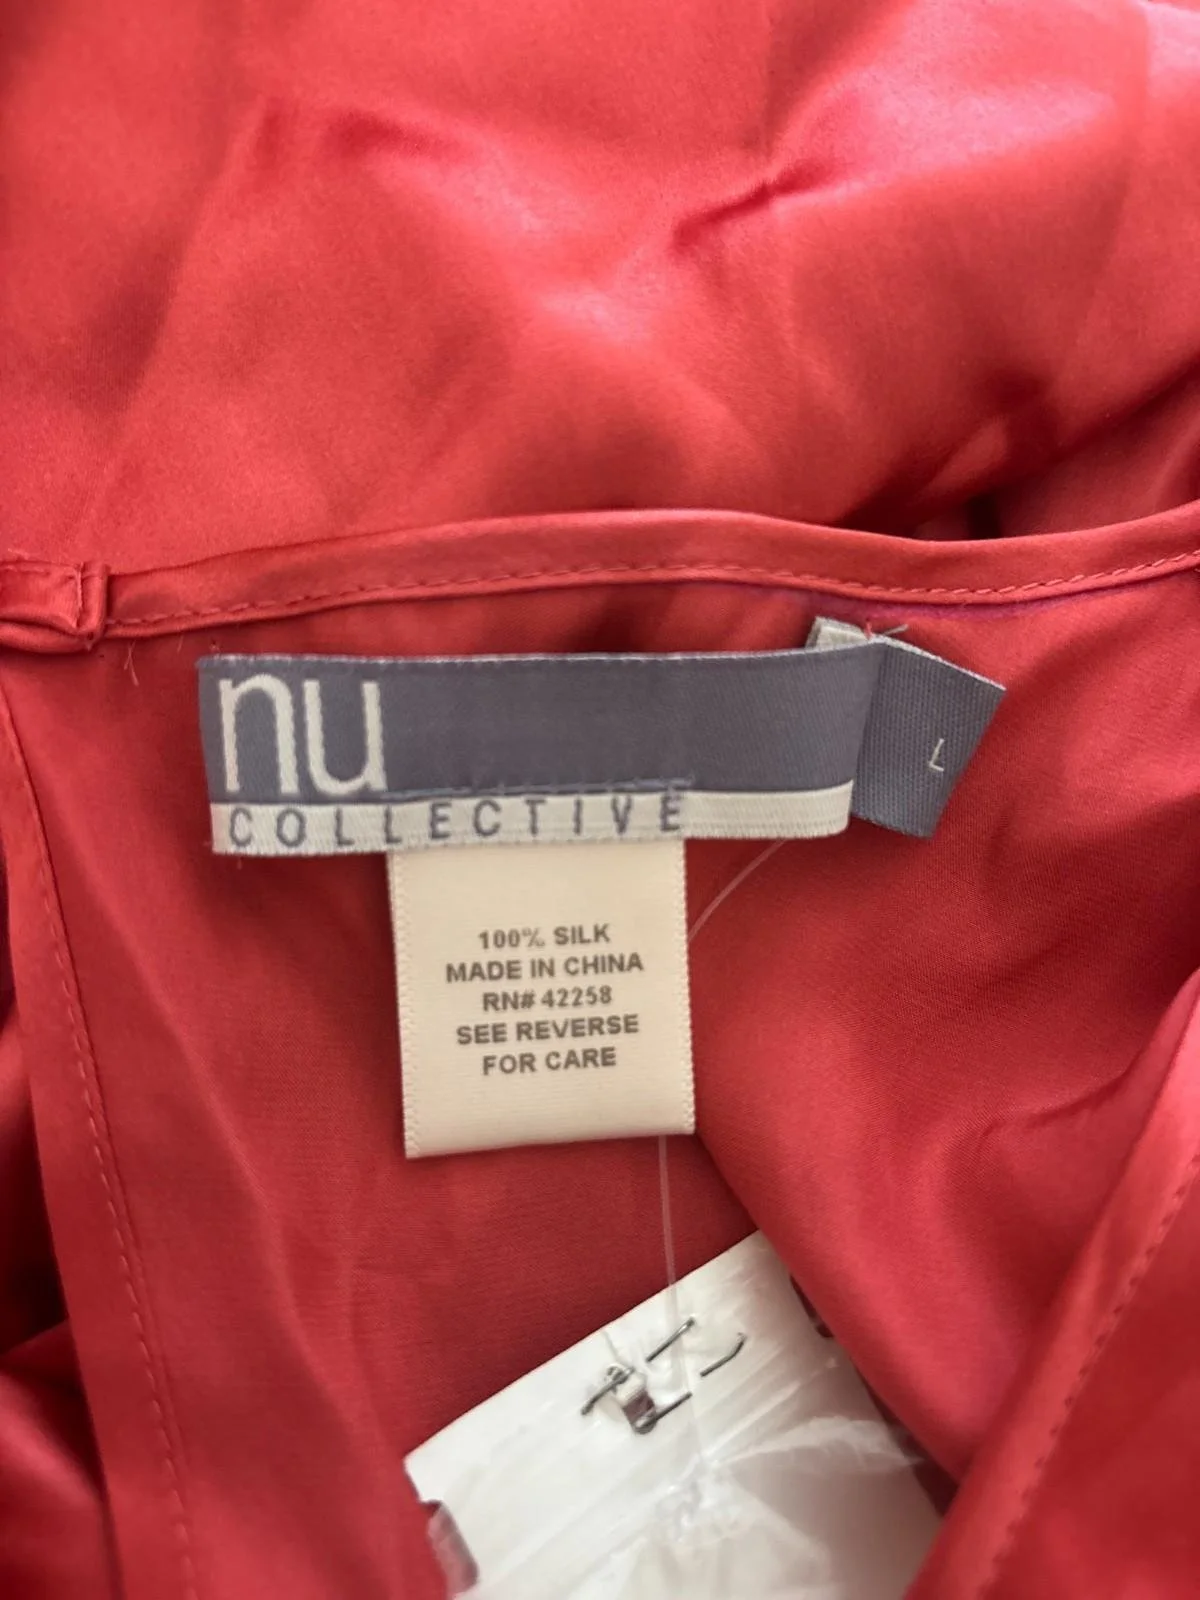 nu
COLLECTIVE
L
100% SILK
MADE IN CHINA
RN# 42258
SEE REVERSE
FOR CARE